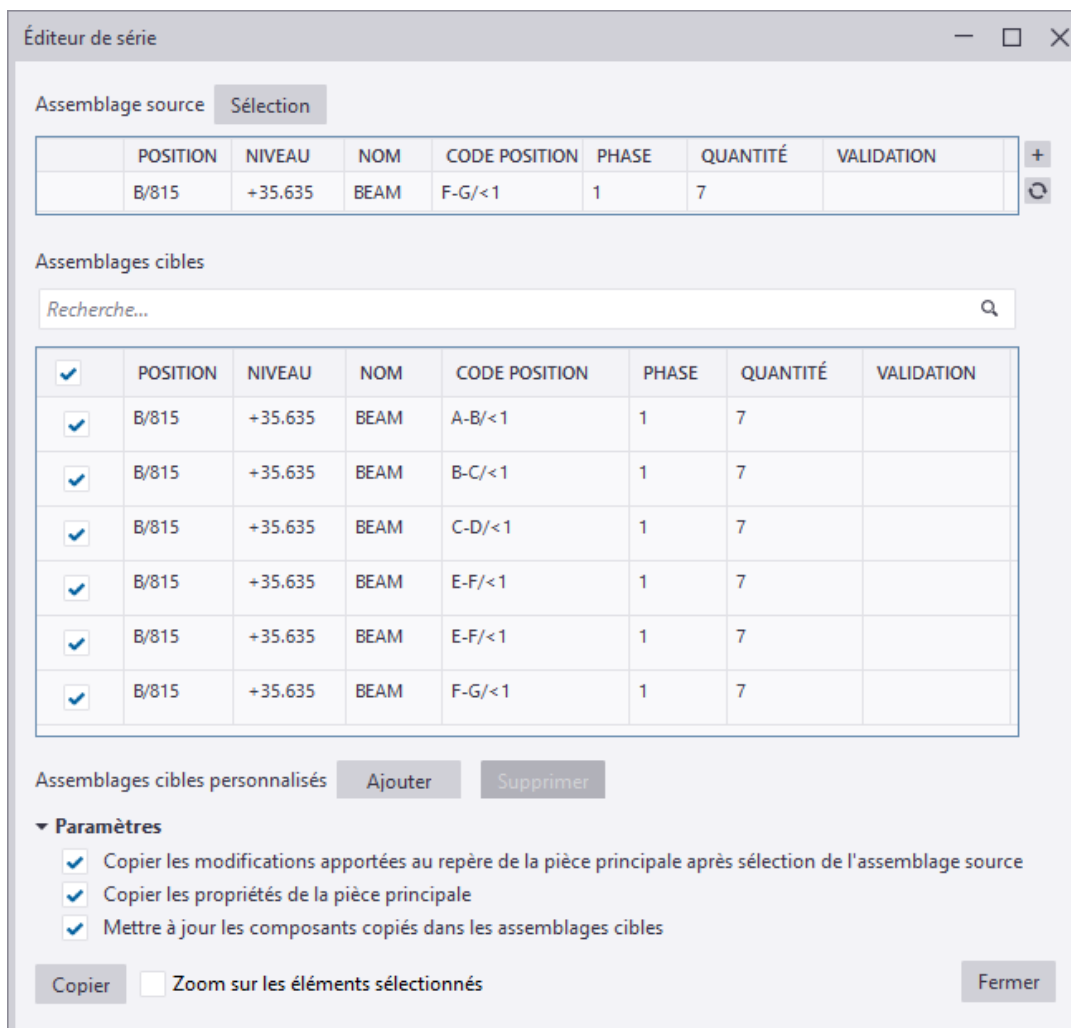 Éditeur de série
Assemblage source Sélection
POSITION NIVEAU NOM CODE POSITION PHASE QUANTITÉ VALIDATION
B/815 +35.635 BEAM F-G/<1 1 7
Assemblages cibles
Recherche...
POSITION NIVEAU NOM CODE POSITION PHASE QUANTITÉ VALIDATION
B/815 +35.635 BEAM A-B/<1 1 7
B/815 +35.635 BEAM B-C/<1 1 7
B/815 +35.635 BEAM C-D/<1 1 7
B/815 +35.635 BEAM E-F/<1 1 7
B/815 +35.635 BEAM E-F/<1 1 7
B/815 +35.635 BEAM F-G/<1 1 7
Assemblages cibles personnalisés Ajouter Supprimer
Paramètres
Copier les modifications apportées au repère de la pièce principale après sélection de l'assemblage source
Copier les propriétés de la pièce principale
Mettre à jour les composants copiés dans les assemblages cibles
Copier Zoom sur les éléments sélectionnés Fermer